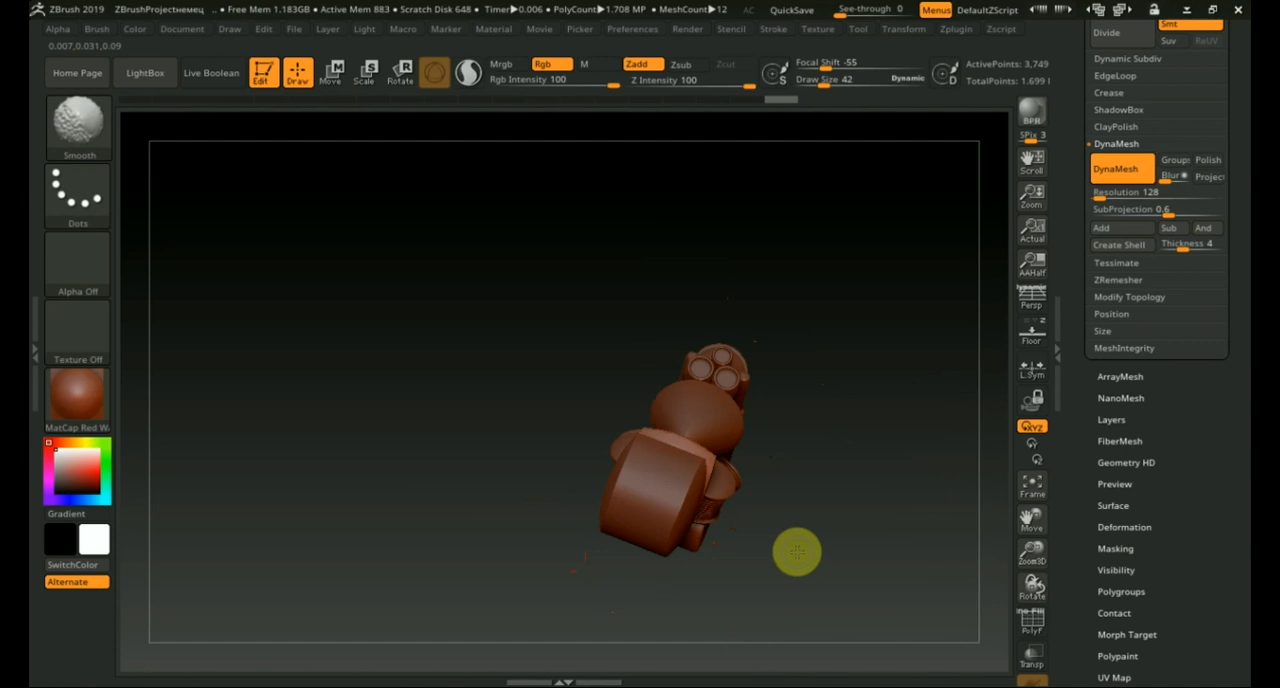 ZBrush 2019 ZBrushProjectнемец .. • Free Mem 1.183GB • Active Mem 883 • Scratch Disk 648 • Timer▶0.006 • PolyCount▶1.708 MP • MeshCount▶12 AC QuickSave See-through 0 Menus DefaultZScript
Alpha Brush Color Document Draw Edit File Layer Light Macro Marker Material Movie Picker Preferences Render Stencil Stroke Texture Tool Transform Zplugin Zscript
0.007,0.031,0.09
Home Page LightBox Live Boolean Edit Draw Move Scale Rotate Mrgb Rgb M Zadd Zsub Zcut Focal Shift -55 ActivePoints: 3,749
Rgb Intensity 100 Z Intensity 100 S Draw Size 42 Dynamic D TotalPoints: 1.699
Smooth
Dots
Alpha Off
Texture Off
MatCap Red W
Gradient
SwitchColor
Alternate
BPR
SPix 3
Scroll
Zoom
Actual
AAHalf
Dynamic
Persp
Floor
L.Sym
XYZ
Y
Z
Frame
Move
Zoom3D
Rotate
PolyF
Transp
Smt
Divide Suv ReUV
Dynamic Subdiv
EdgeLoop
Crease
ShadowBox
ClayPolish
DynaMesh
DynaMesh Groups Polish
Blur Project
Resolution 128
SubProjection 0.6
Add Sub And
Create Shell Thickness 4
Tessimate
ZRemesher
Modify Topology
Position
Size
MeshIntegrity
ArrayMesh
NanoMesh
Layers
FiberMesh
Geometry HD
Preview
Surface
Deformation
Masking
Visibility
Polygroups
Contact
Morph Target
Polypaint
UV Map